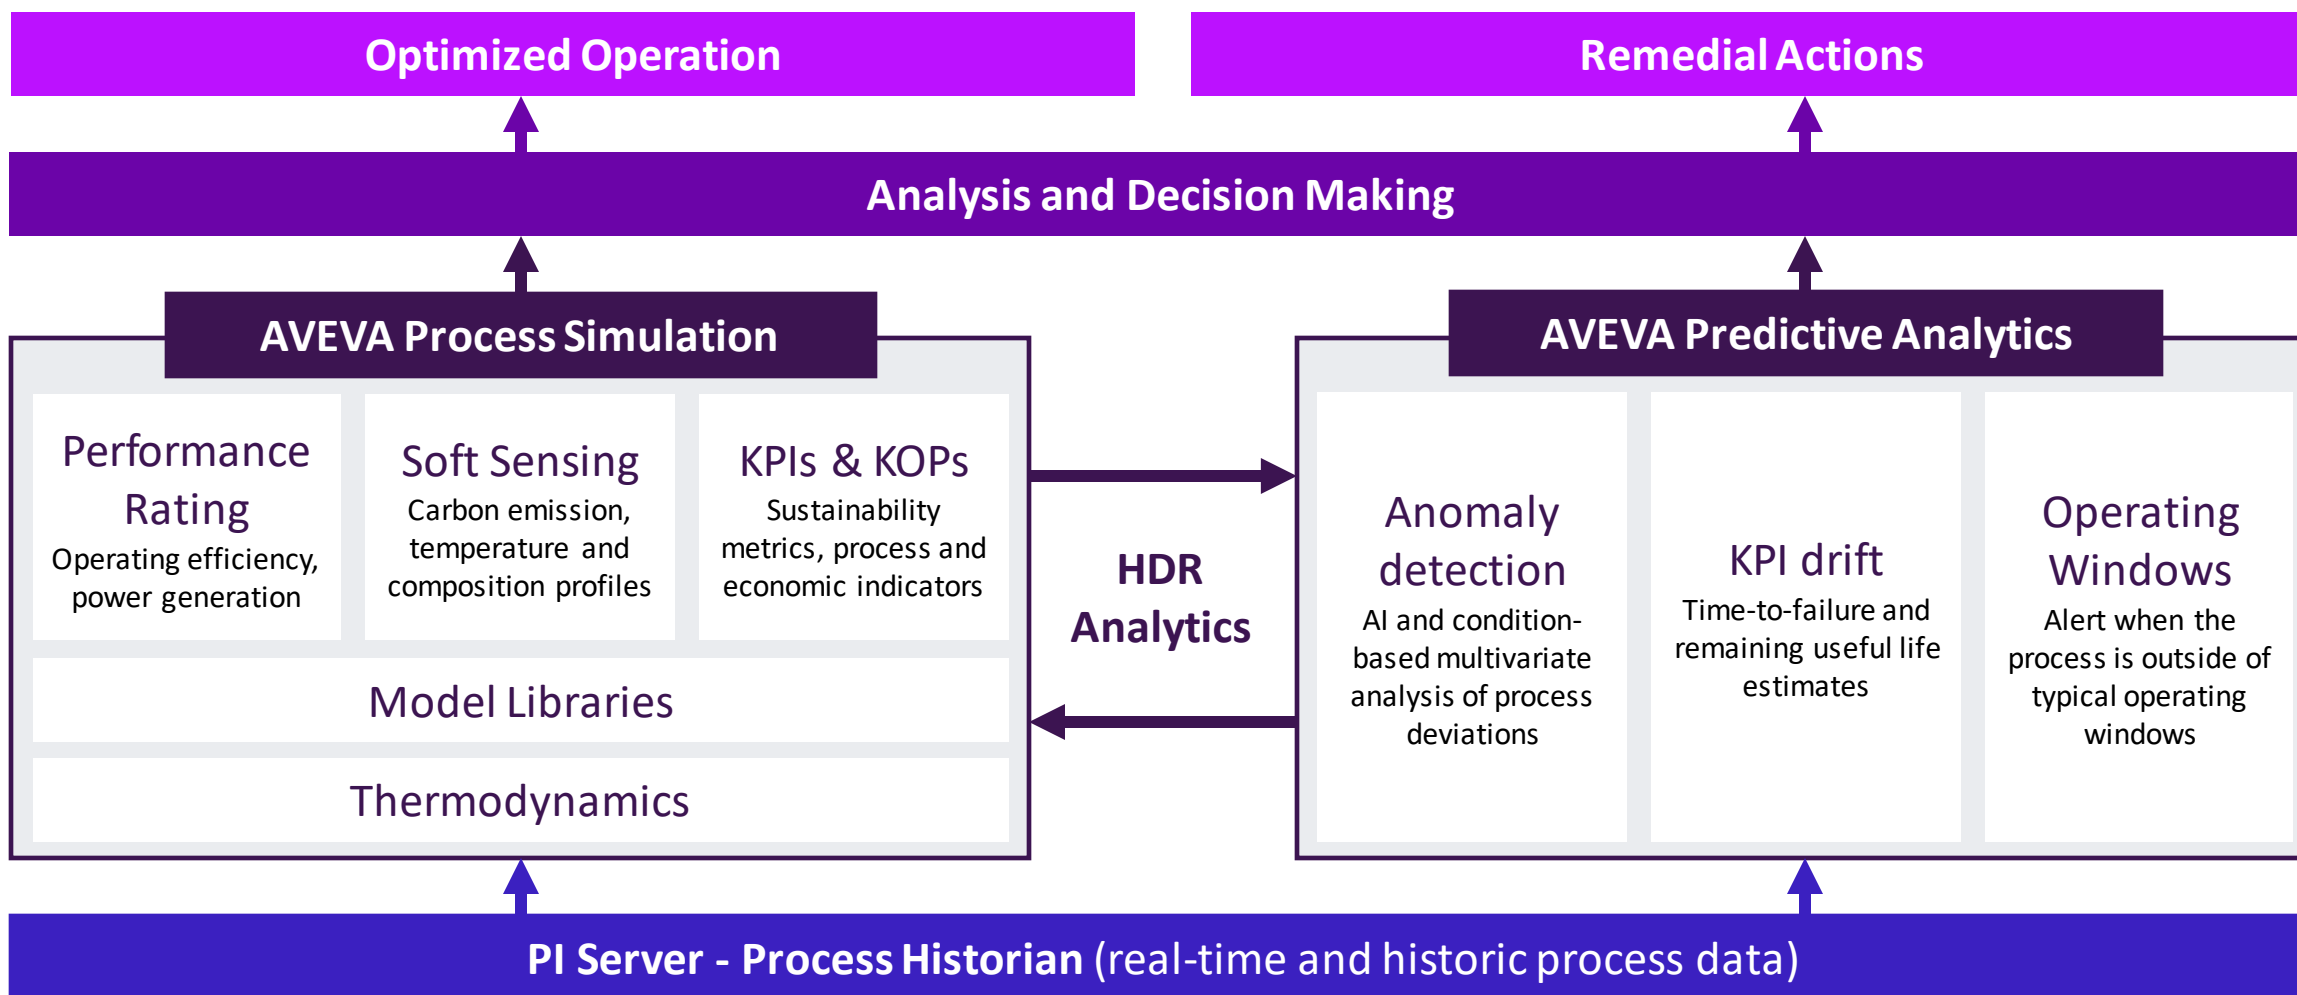 Optimized Operation
Remedial Actions
Analysis and Decision Making
AVEVA Process Simulation
Performance
Rating
Operating efficiency,
power generation
Soft Sensing
Carbon emission,
temperature and
composition profiles
KPIs & KOPs
Sustainability
metrics, process and
economic indicators
Model Libraries
Thermodynamics
HDR
Analytics
AVEVA Predictive Analytics
Anomaly
detection
AI and condition-
based multivariate
analysis of process
deviations
KPI drift
Time-to-failure and
remaining useful life
estimates
Operating
Windows
Alert when the
process is outside of
typical operating
windows
PI Server - Process Historian (real-time and historic process data)